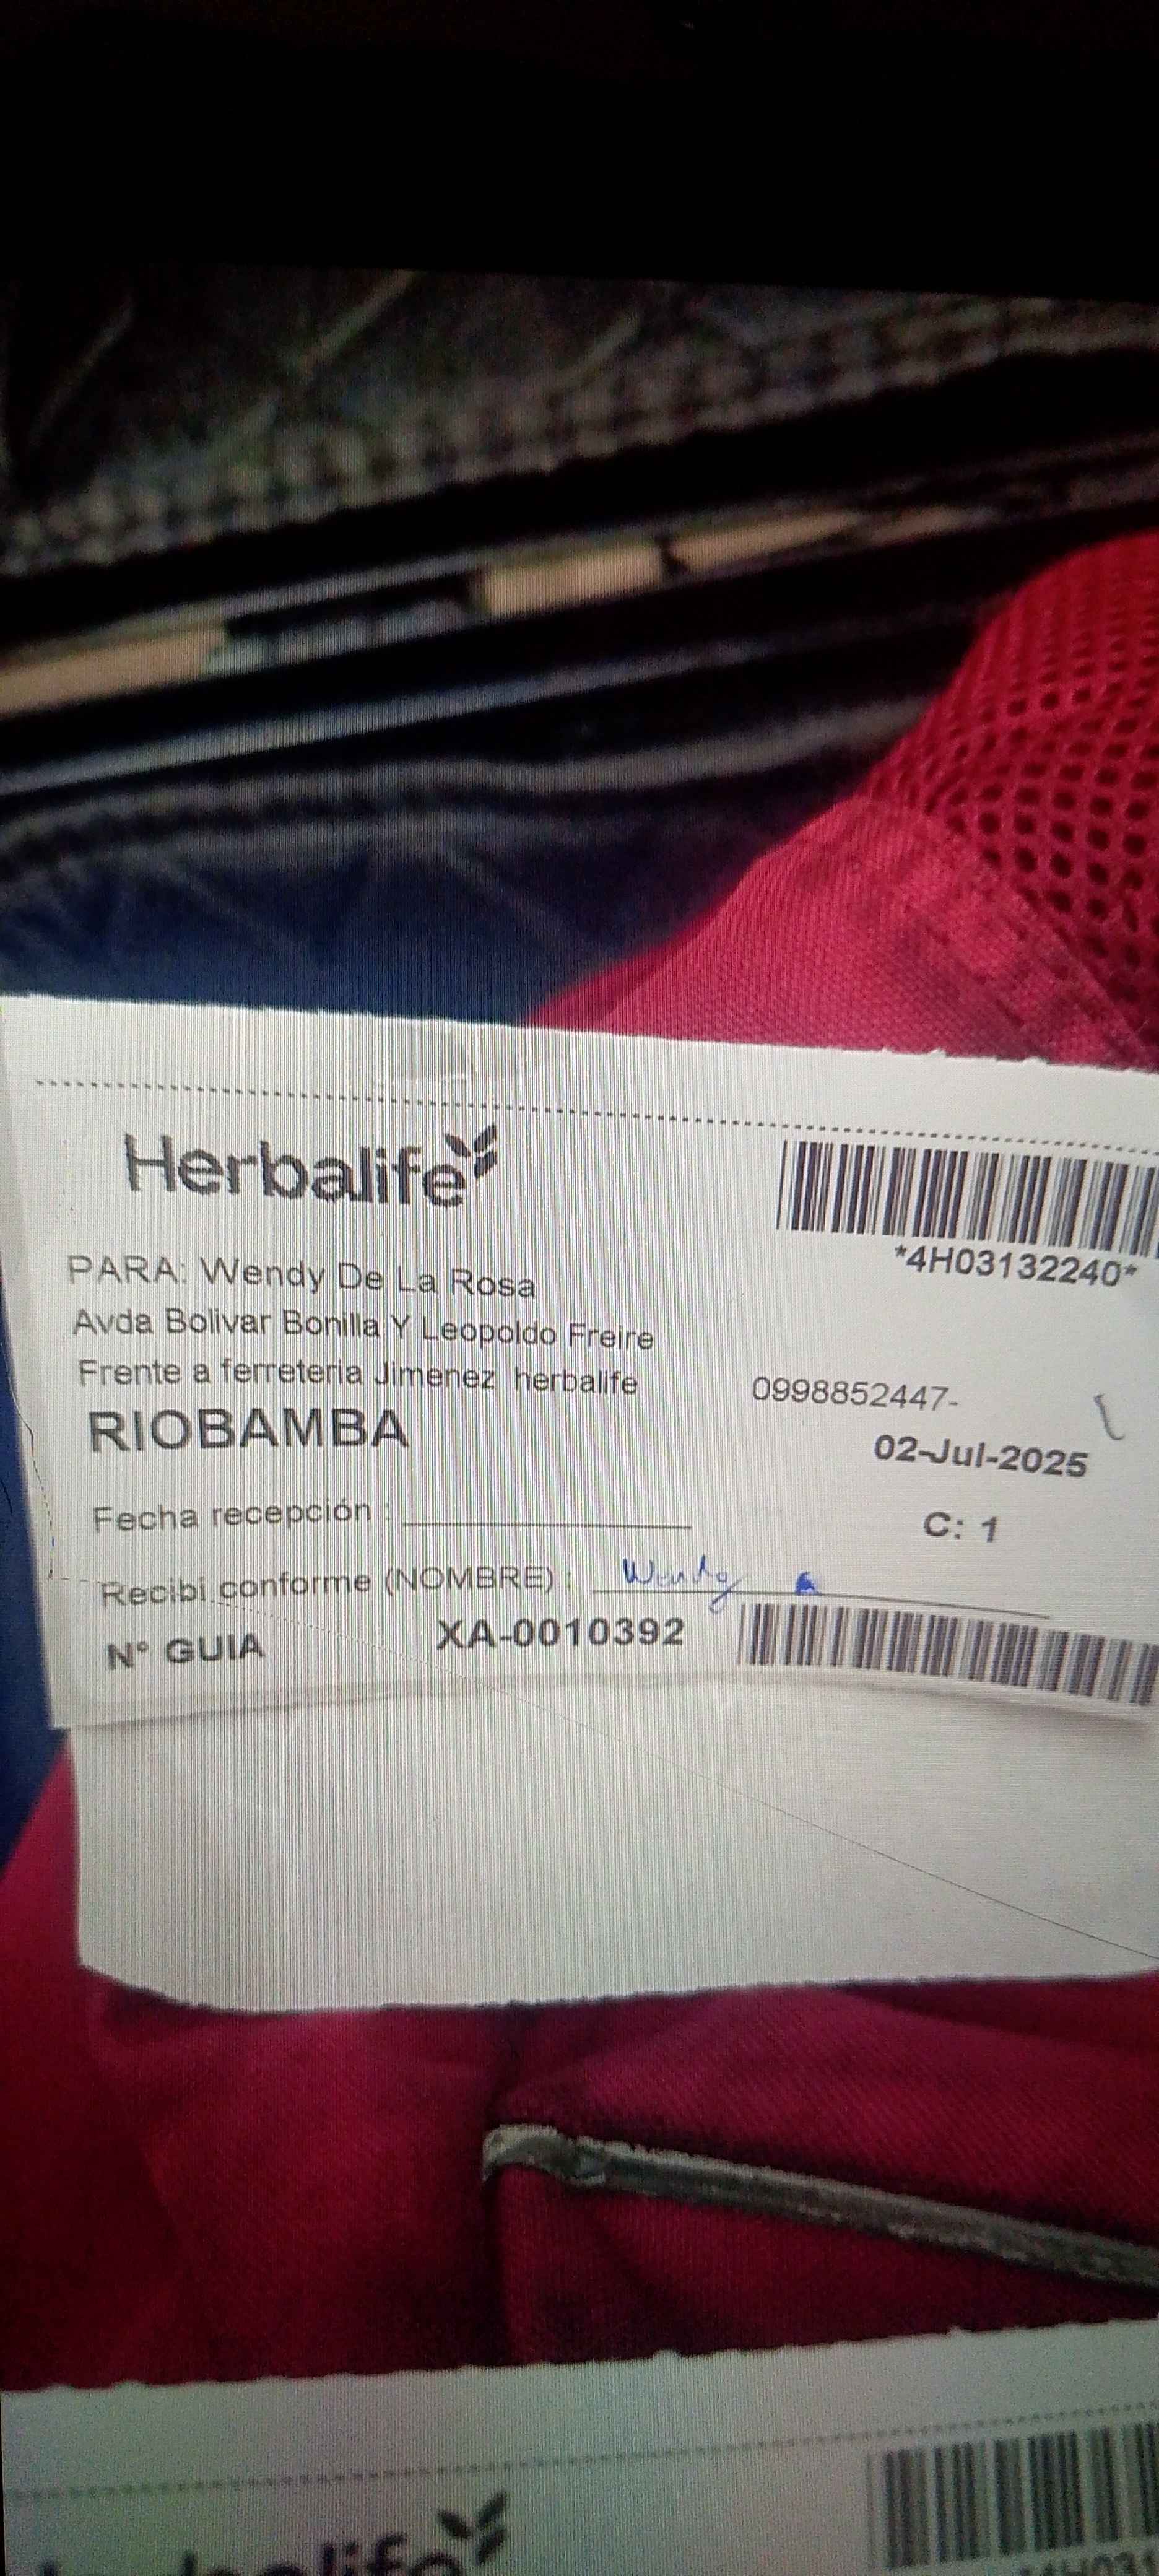 Herbalife
*4H03132240*
PARA: Wendy De La Rosa
Avda Bolivar Bonilla Y Leopoldo Freire
Frente a ferreteria Jimenez herbalife 0998852447-
RIOBAMBA 02-Jul-2025
Fecha recepción : C: 1
Recibi conforme (NOMBRE) : Wendy
N° GUIA XA-0010392